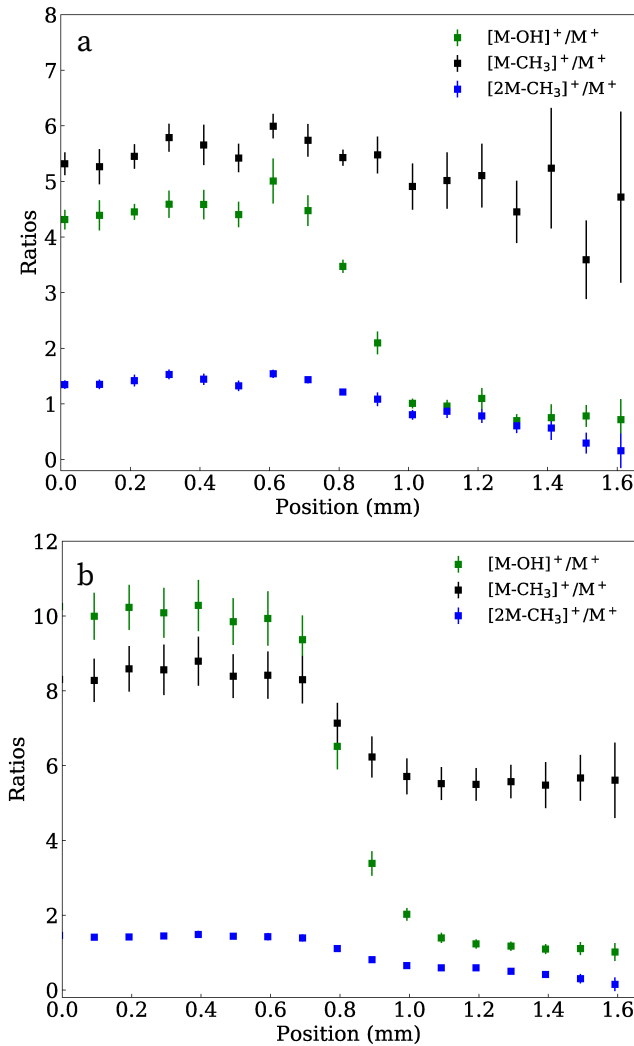 a
[M-OH]⁺/M⁺
[M-CH₃]⁺/M⁺
[2M-CH₃]⁺/M⁺
8
7
6
5
4
3
2
1
0
Ratios
0.0 0.2 0.4 0.6 0.8 1.0 1.2 1.4 1.6
Position (mm)
b
[M-OH]⁺/M⁺
[M-CH₃]⁺/M⁺
[2M-CH₃]⁺/M⁺
12
10
8
6
4
2
0
Ratios
0.0 0.2 0.4 0.6 0.8 1.0 1.2 1.4 1.6
Position (mm)